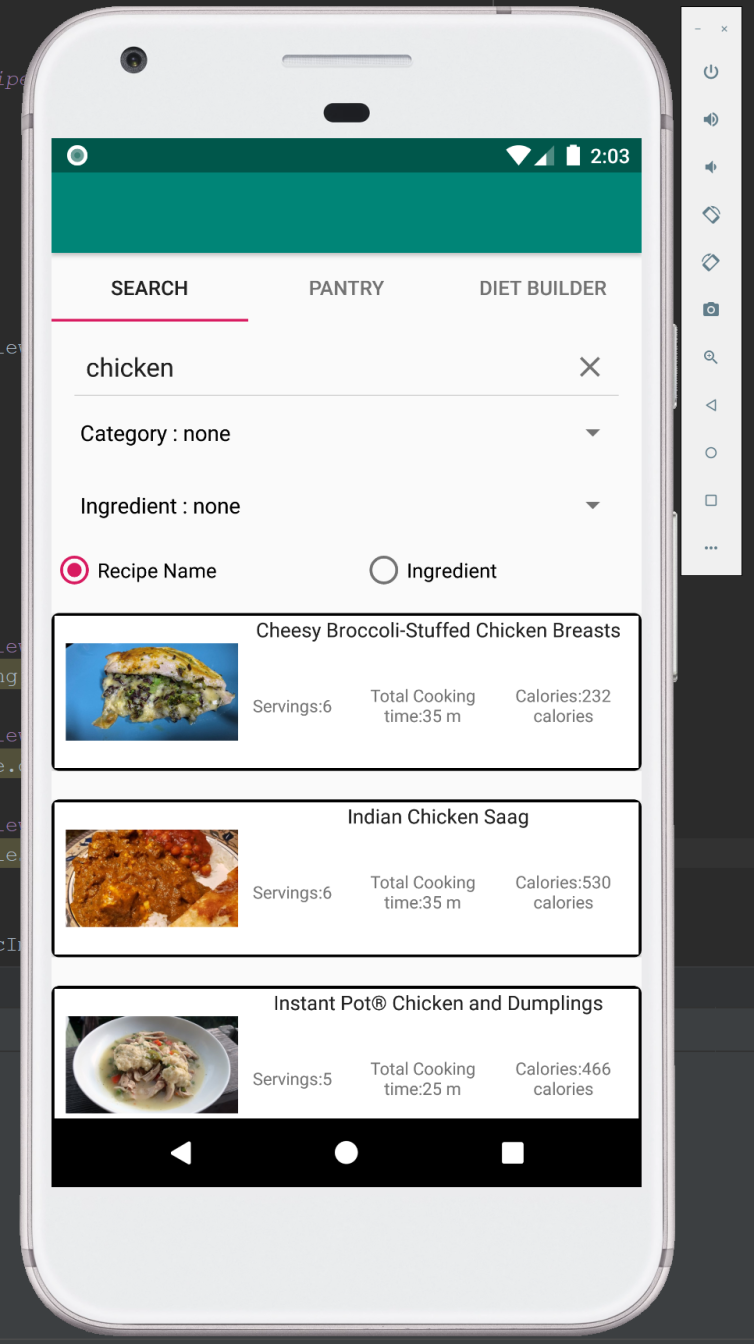 2:03
SEARCH
PANTRY
DIET BUILDER
chicken
Category : none
Ingredient : none
Recipe Name
Ingredient
Cheesy Broccoli-Stuffed Chicken Breasts
Servings:6
Total Cooking
time:35 m
Calories:232
calories
Indian Chicken Saag
Servings:6
Total Cooking
time:35 m
Calories:530
calories
Instant Pot® Chicken and Dumplings
Servings:5
Total Cooking
time:25 m
Calories:466
calories